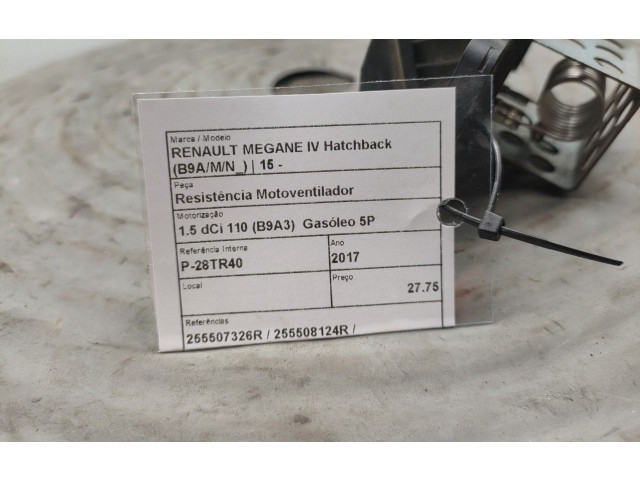 Marca / Modelo
RENAULT MEGANE IV Hatchback
(B9A/M/N_) | 15 -
Peça
Resistência Motoventilador
Motorização
1.5 dCi 110 (B9A3) Gasóleo 5P
Referência Interna
P-28TR40
Ano
2017
Local
Preço
27.75
Referências
255507326R / 255508124R /